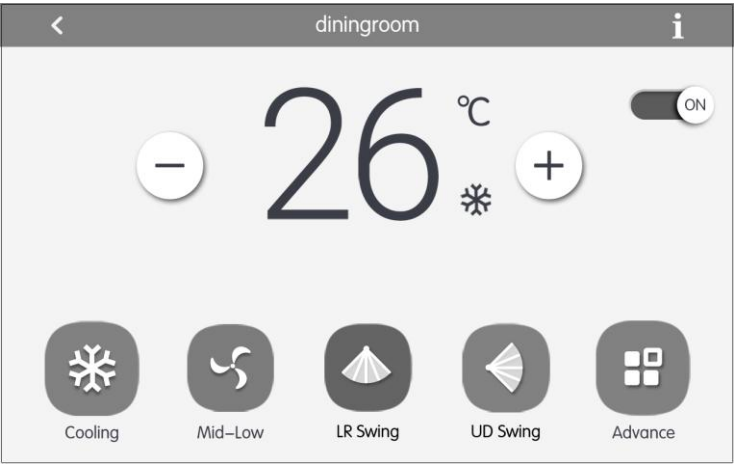 diningroom
i
26 °C
ON
Cooling
Mid-Low
LR Swing
UD Swing
Advance